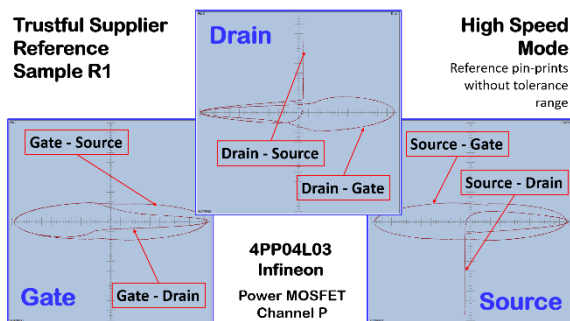 Trustful Supplier
Reference
Sample R1
Drain
High Speed
Mode
Reference pin-prints
without tolerance
range
Drain - Source
Drain - Gate
Gate - Source
Gate - Drain
Gate
Source - Gate
Source - Drain
Source
4PP04L03
Infineon
Power MOSFET
Channel P